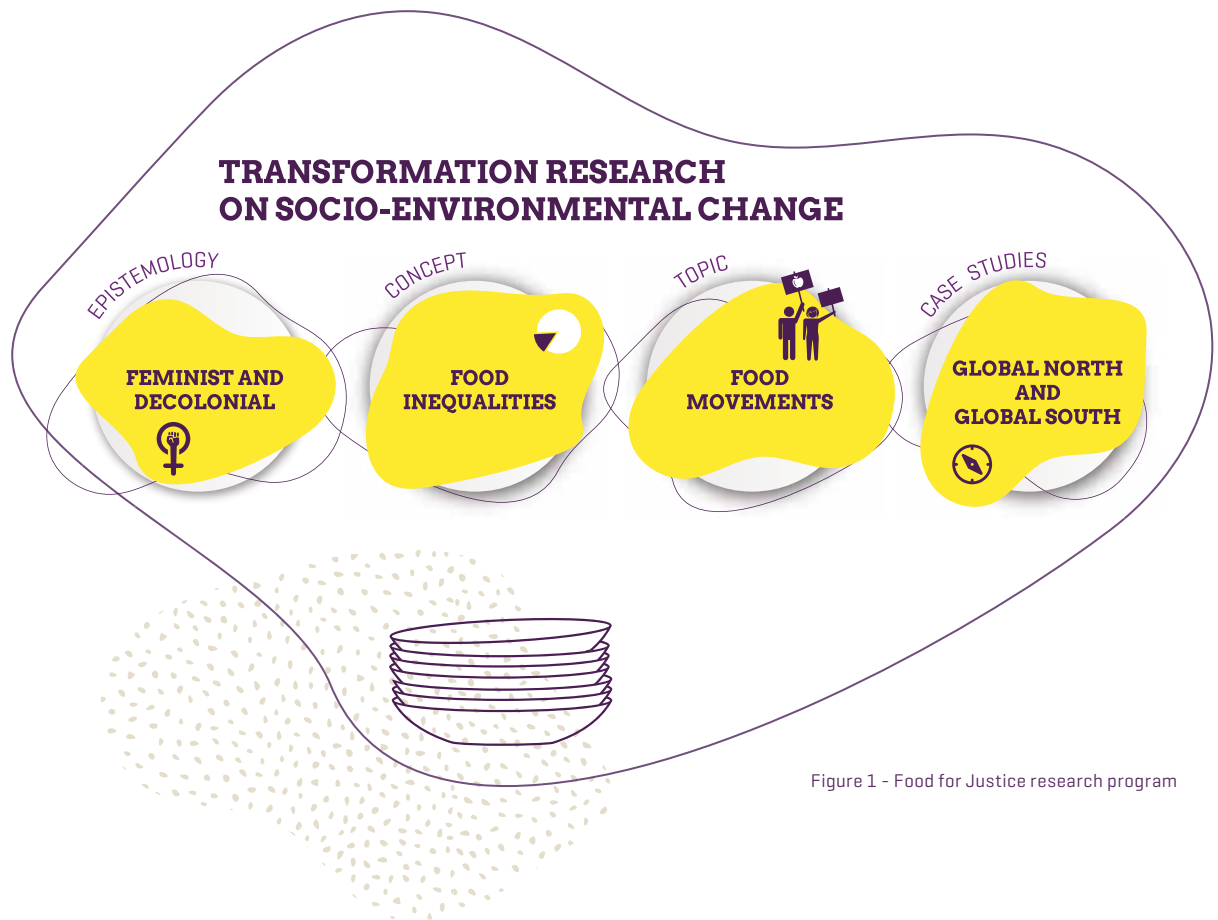 TRANSFORMATION RESEARCH
ON SOCIO-ENVIRONMENTAL CHANGE
EPISTEMOLOGY
FEMINIST AND
DECOLONIAL
CONCEPT
FOOD
INEQUALITIES
TOPIC
FOOD
MOVEMENTS
CASE STUDIES
GLOBAL NORTH
AND
GLOBAL SOUTH
Figure 1 - Food for Justice research program